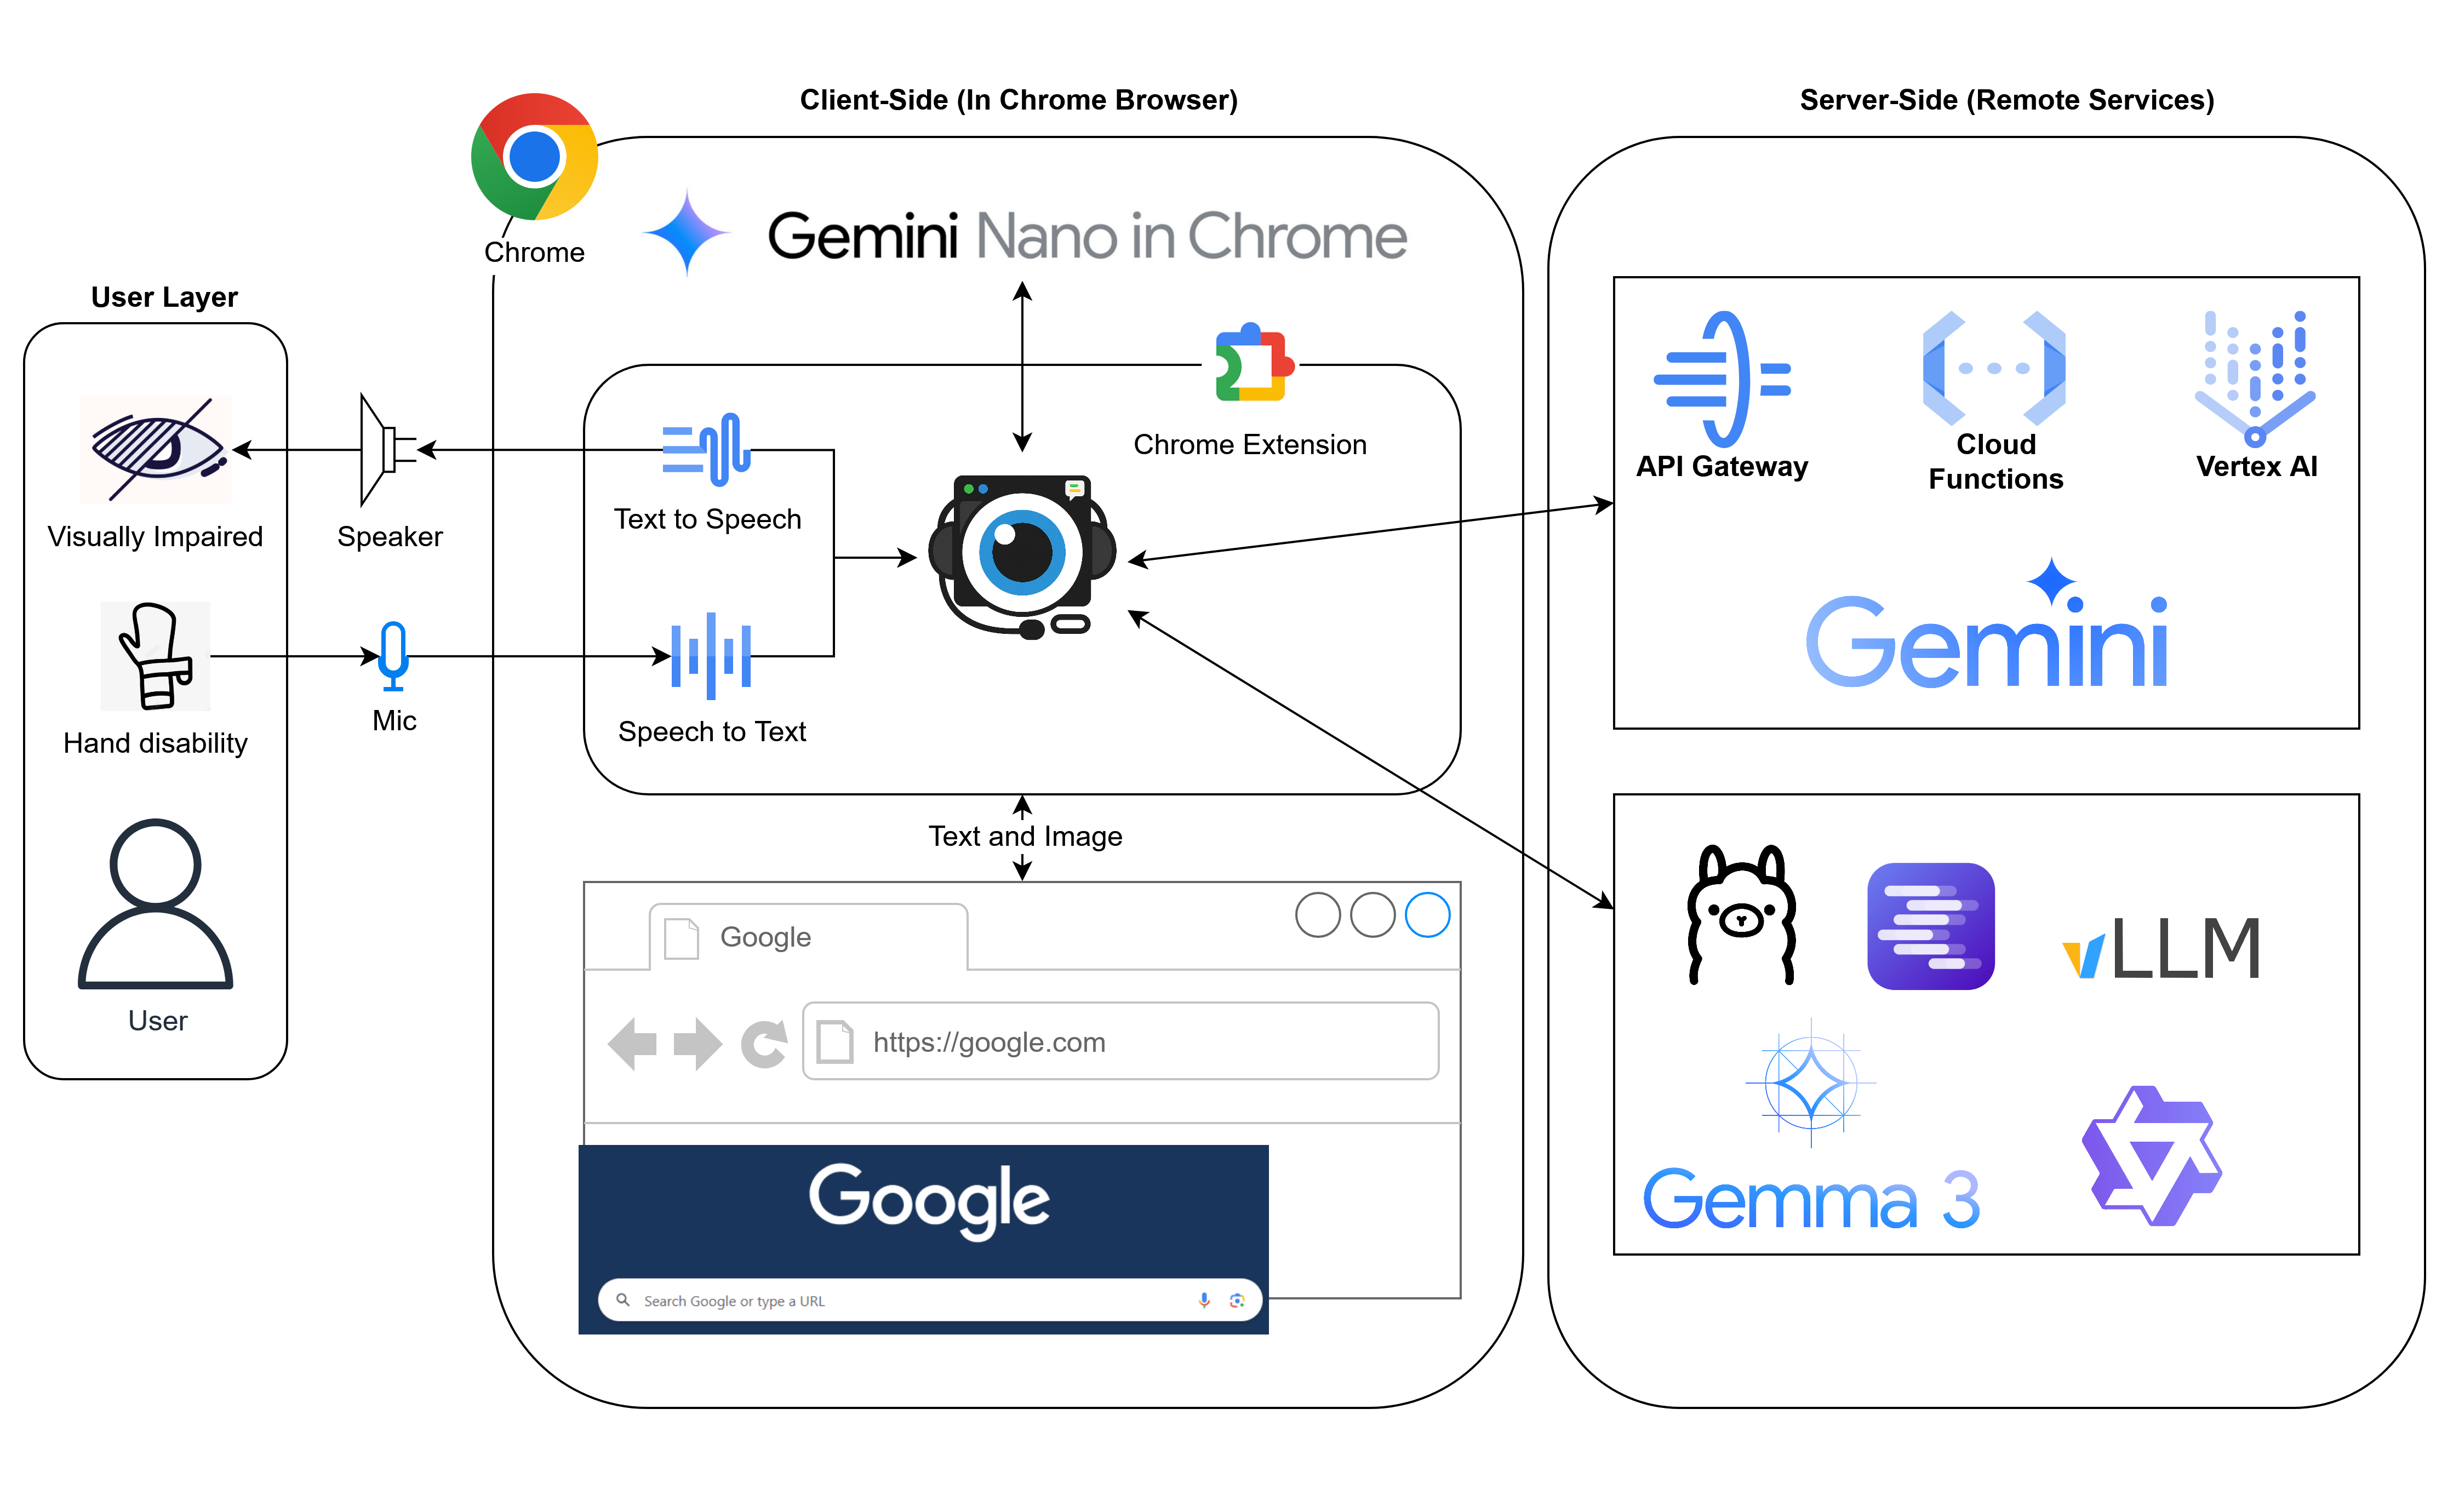 Client-Side (In Chrome Browser)
Server-Side (Remote Services)
Chrome
Gemini Nano in Chrome
User Layer
Visually Impaired
Speaker
Hand disability
Mic
User
Text to Speech
Speech to Text
Chrome Extension
Text and Image
Google
https://google.com
Google
Search Google or type a URL
API Gateway
Cloud
Functions
Vertex AI
Gemini
vLLM
Gemma 3